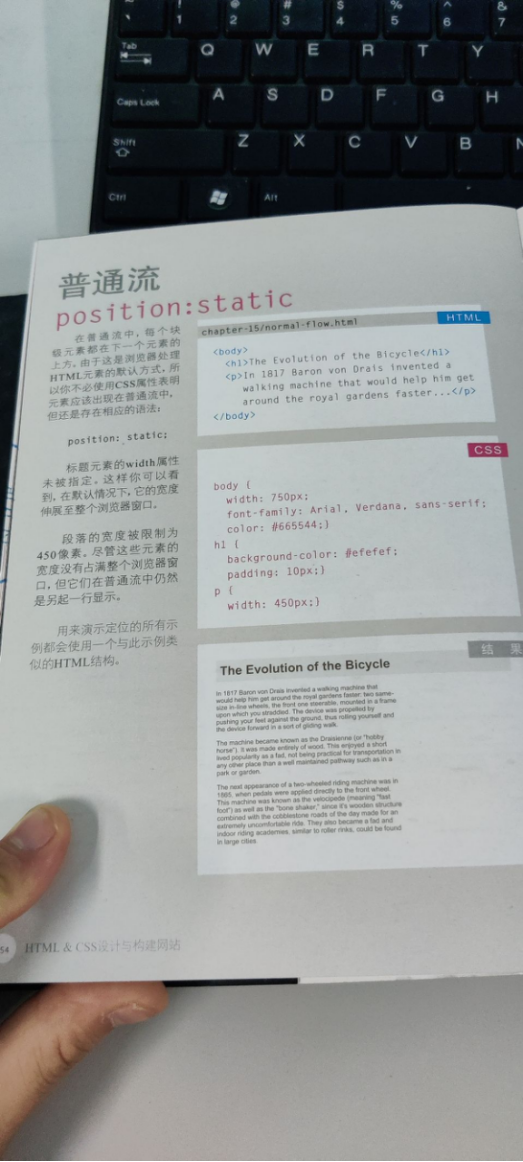 !
@
#
$
%
^
&
1
2
3
4
5
6
7
Tab
Q
W
E
R
T
Y
Caps Lock
A
S
D
F
G
H
Shift
Z
X
C
V
B
N
Ctrl
Alt
普通流
position:static
在普通流中，每个块
级元素都在下一个元素的
上方。由于这是浏览器处理
HTML元素的默认方式，所
以你不必使用CSS属性表明
元素应该出现在普通流中，
但还是存在相应的语法：
position: static;
标题元素的width属性
未被指定。这样你可以看
到，在默认情况下，它的宽度
伸展至整个浏览器窗口。
段落的宽度被限制为
450像素。尽管这些元素的
宽度没有占满整个浏览器窗
口，但它们在普通流中仍然
是另起一行显示。
用来演示定位的所有示
例都会使用一个与此示例类
似的HTML结构。
chapter-15/normal-flow.html
HTML
<body>
<h1>The Evolution of the Bicycle</h1>
<p>In 1817 Baron von Drais invented a
walking machine that would help him get
around the royal gardens faster...</p>
</body>
CSS
body {
width: 750px;
font-family: Arial, Verdana, sans-serif;
color: #665544;}
h1 {
background-color: #efefef;
padding: 10px;}
p {
width: 450px;}
结 果
The Evolution of the Bicycle
In 1817 Baron von Drais invented a walking machine that
would help him get around the royal gardens faster: two same-
size in-line wheels, the front one steerable, mounted in a frame
upon which you straddled. The device was propelled by
pushing your feet against the ground, thus rolling yourself and
the device forward in a sort of gliding walk.
The machine became known as the Draisienne (or "hobby
horse"). It was made entirely of wood. This enjoyed a short
lived popularity as a fad, not being practical for transportation in
any other place than a well maintained pathway such as in a
park or garden.
The next appearance of a two-wheeled riding machine was in
1865, when pedals were applied directly to the front wheel.
This machine was known as the velocipede (meaning "fast
foot") as well as the "bone shaker," since it's wooden structure
combined with the cobblestone roads of the day made for an
extremely uncomfortable ride. They also became a fad and
indoor riding academies, similar to roller rinks, could be found
in large cities
54
HTML & CSS设计与构建网站